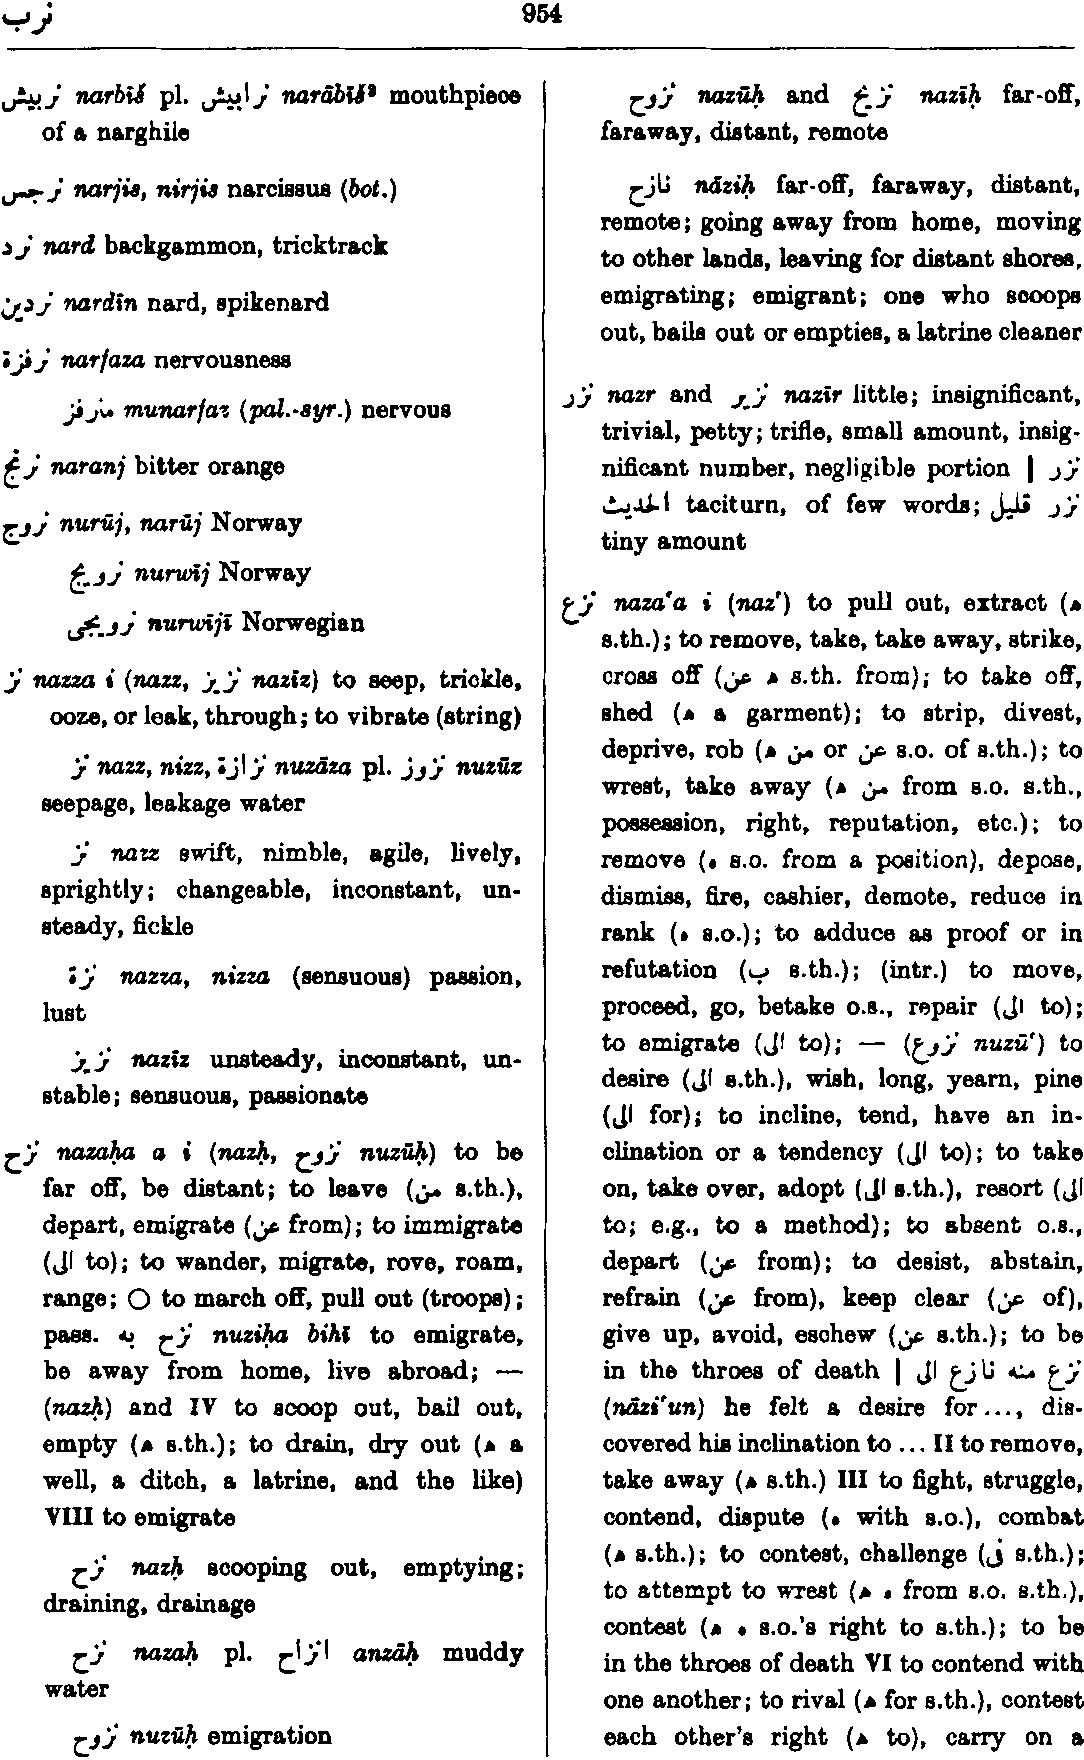 نرب
954
نربيش narbīš pl. نرابيش narābīš² mouthpiece
of a narghile
نرجس narjis, nirjis narcissus (bot.)
نرد nard backgammon, tricktrack
نردين nardīn nard, spikenard
نرفزة narfaza nervousness
منرفز munarfaz (pal.-syr.) nervous
نرنج naranj bitter orange
نروج nurūj, narūj Norway
نرويج nurwīj Norway
نرويجى nurwījī Norwegian
نز nazza i (nazz, نزيز nazīz) to seep, trickle,
ooze, or leak, through; to vibrate (string)
نز nazz, nizz, نزازة nuzāza pl. نزوز nuzūz
seepage, leakage water
نز nazz swift, nimble, agile, lively,
sprightly; changeable, inconstant, un-
steady, fickle
نزة nazza, nizza (sensuous) passion,
lust
نزيز nazīz unsteady, inconstant, un-
stable; sensuous, passionate
نزح nazaḥa a i (nazḥ, نزوح nuzūḥ) to be
far off, be distant; to leave (من s.th.),
depart, emigrate (عن from); to immigrate
(الى to); to wander, migrate, rove, roam,
range; ○ to march off, pull out (troops);
pass. نزح به nuziḥa bihī to emigrate,
be away from home, live abroad; —
(nazḥ) and IV to scoop out, bail out,
empty (ه s.th.); to drain, dry out (ه a
well, a ditch, a latrine, and the like)
VIII to emigrate
نزح nazḥ scooping out, emptying;
draining, drainage
نزح nazaḥ pl. انزاح anzāḥ muddy
water
نزوح nuzūḥ emigration
نزوح nazūḥ and نزيح nazīḥ far-off,
faraway, distant, remote
نازح nāziḥ far-off, faraway, distant,
remote; going away from home, moving
to other lands, leaving for distant shores,
emigrating; emigrant; one who scoops
out, bails out or empties, a latrine cleaner
نزر nazr and نزير nazīr little; insignificant,
trivial, petty; trifle, small amount, insig-
nificant number, negligible portion | نزر
الحديث taciturn, of few words; نزر قليل
tiny amount
نزع naza‘a i (naz‘) to pull out, extract (ه
s.th.); to remove, take, take away, strike,
cross off (ه عن s.th. from); to take off,
shed (ه a garment); to strip, divest,
deprive, rob (ه من or عن s.o. of s.th.); to
wrest, take away (ه من from s.o. s.th.,
possession, right, reputation, etc.); to
remove (ه s.o. from a position), depose,
dismiss, fire, cashier, demote, reduce in
rank (ه s.o.); to adduce as proof or in
refutation (ب s.th.); (intr.) to move,
proceed, go, betake o.s., repair (الى to);
to emigrate (الى to); — (نزوع nuzū‘) to
desire (الى s.th.), wish, long, yearn, pine
(الى for); to incline, tend, have an in-
clination or a tendency (الى to); to take
on, take over, adopt (الى s.th.), resort (الى
to; e.g., to a method); to absent o.s.,
depart (عن from); to desist, abstain,
refrain (عن from), keep clear (عن of),
give up, avoid, eschew (عن s.th.); to be
in the throes of death | نزع منه نازع الى
(nāzi‘un) he felt a desire for..., dis-
covered his inclination to ... II to remove,
take away (ه s.th.) III to fight, struggle,
contend, dispute (ه with s.o.), combat
(ه s.th.); to contest, challenge (فى s.th.);
to attempt to wrest (ه ه from s.o. s.th.),
contest (ه ه s.o.'s right to s.th.); to be
in the throes of death VI to contend with
one another; to rival (ه for s.th.), contest
each other's right (ه to), carry on a